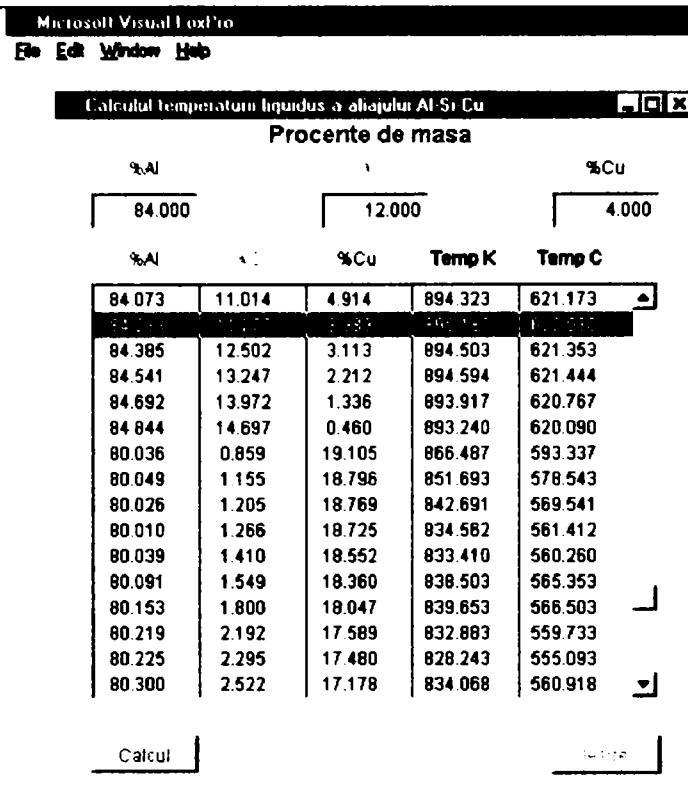 Microsoft Visual FoxPro
File Edit Window Help
Calculul temperaturii liquidus a aliajului Al-Si-Cu
Procente de masa
%Al %Cu
84.000 12.000 4.000
%Al %Cu Temp K Temp C
84.073 11.014 4.914 894.323 621.173
84.385 12.502 3.113 894.503 621.353
84.541 13.247 2.212 894.594 621.444
84.692 13.972 1.336 893.917 620.767
84.844 14.697 0.460 893.240 620.090
80.036 0.859 19.105 866.487 593.337
80.049 1.155 18.796 851.693 578.543
80.026 1.205 18.769 842.691 569.541
80.010 1.266 18.725 834.562 561.412
80.039 1.410 18.552 833.410 560.260
80.091 1.549 18.360 838.503 565.353
80.153 1.800 18.047 839.653 566.503
80.219 2.192 17.589 832.883 559.733
80.225 2.295 17.480 828.243 555.093
80.300 2.522 17.178 834.068 560.918
Calcul